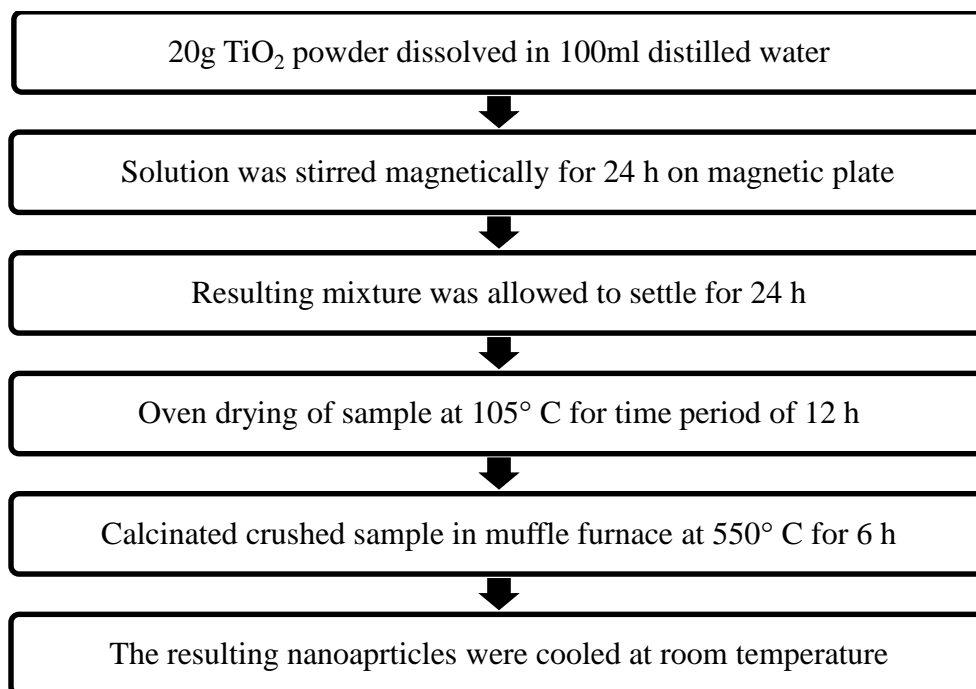 20g TiO₂ powder dissolved in 100ml distilled water
Solution was stirred magnetically for 24 h on magnetic plate
Resulting mixture was allowed to settle for 24 h
Oven drying of sample at 105° C for time period of 12 h
Calcinated crushed sample in muffle furnace at 550° C for 6 h
The resulting nanoaprticles were cooled at room temperature